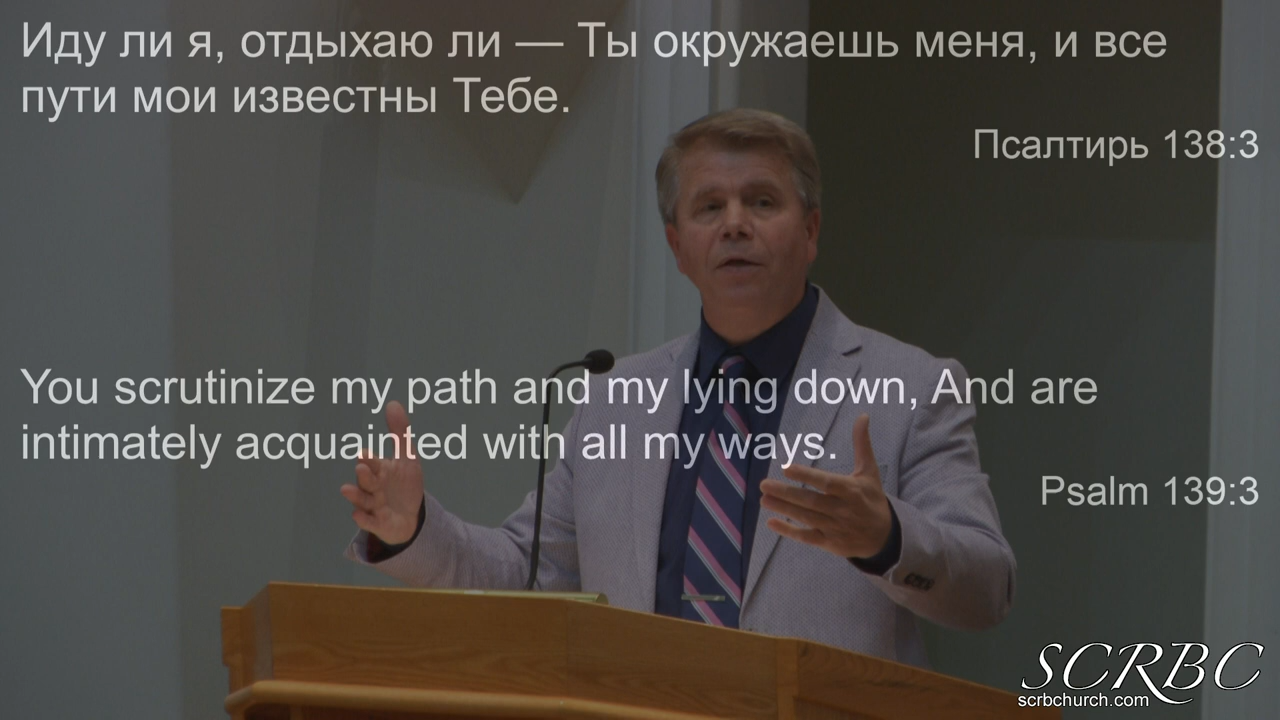 Иду ли я, отдыхаю ли — Ты окружаешь меня, и все
пути мои известны Тебе.
Псалтирь 138:3
You scrutinize my path and my lying down, And are
intimately acquainted with all my ways.
Psalm 139:3
SCRBC
scrbchurch.com